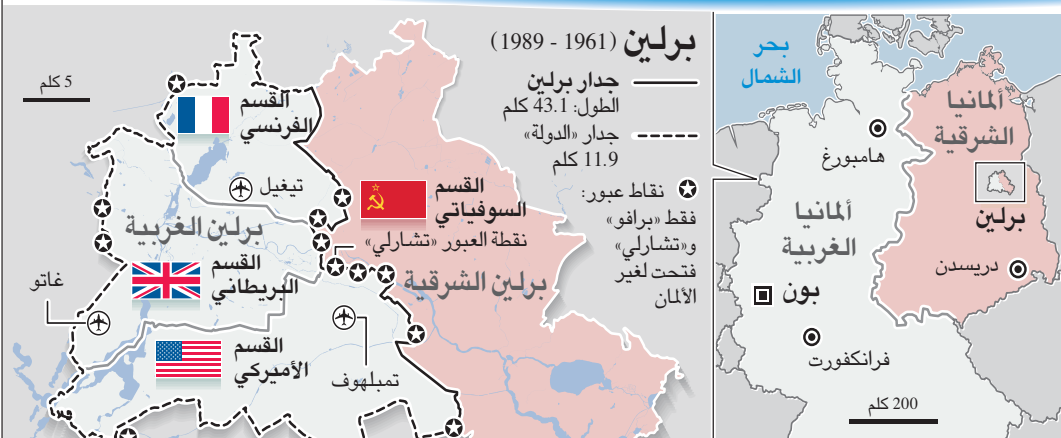 برلين (1961 - 1989)
جدار برلين
الطول: 43.1 كلم
جدار «الدولة»
11.9 كلم
نقاط عبور:
فقط «برافو»
و«تشارلي»
فتحت لغير
الألمان
5 كلم
القسم
الفرنسي
تيغيل
القسم
السوفياتي
نقطة العبور «تشارلي»
برلين الغربية
برلين الشرقية
القسم
البريطاني
غاتو
القسم
الأميركي
تمبلهوف
بحر
الشمال
ألمانيا
الشرقية
هامبورغ
برلين
ألمانيا
الغربية
دريسدن
بون
فرانكفورت
200 كلم